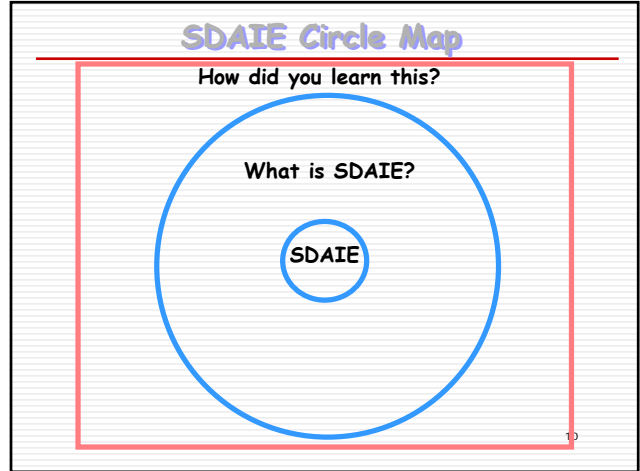 SDAIE Circle Map
How did you learn this?
What is SDAIE?
SDAIE
10